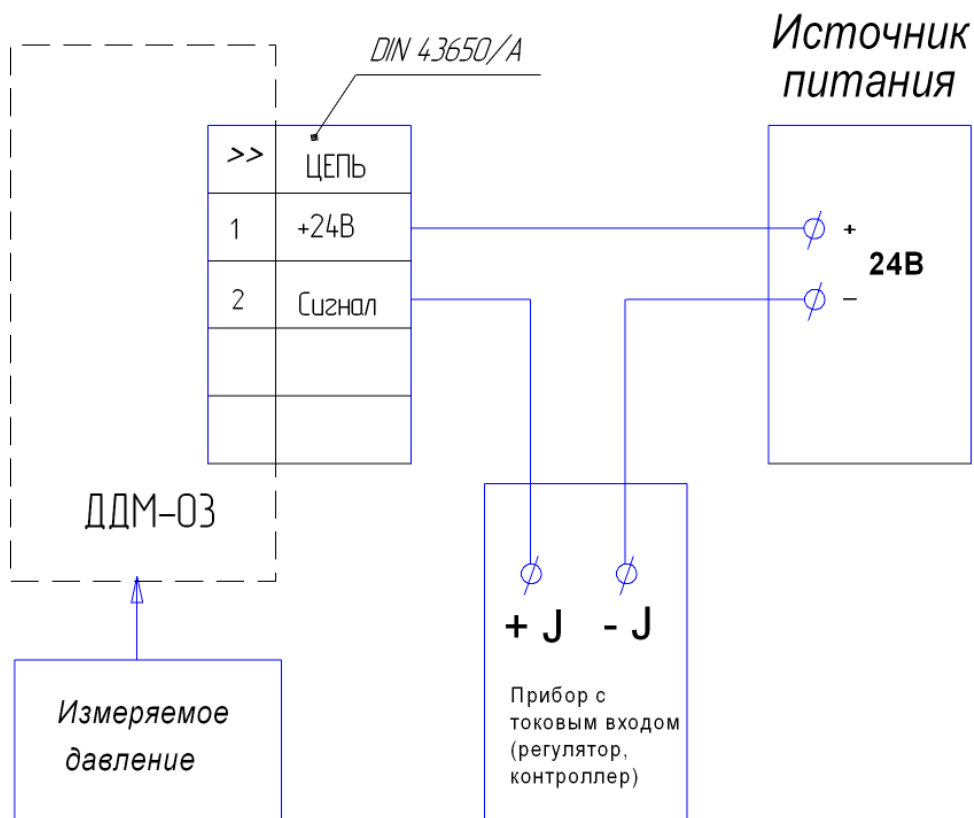 DIN 43650/A
Источник
питания
>> ЦЕПЬ
1 +24В
2 Сигнал
+
24В
–
ДДМ–03
+ J - J
Прибор с
токовым входом
(регулятор,
контроллер)
Измеряемое
давление